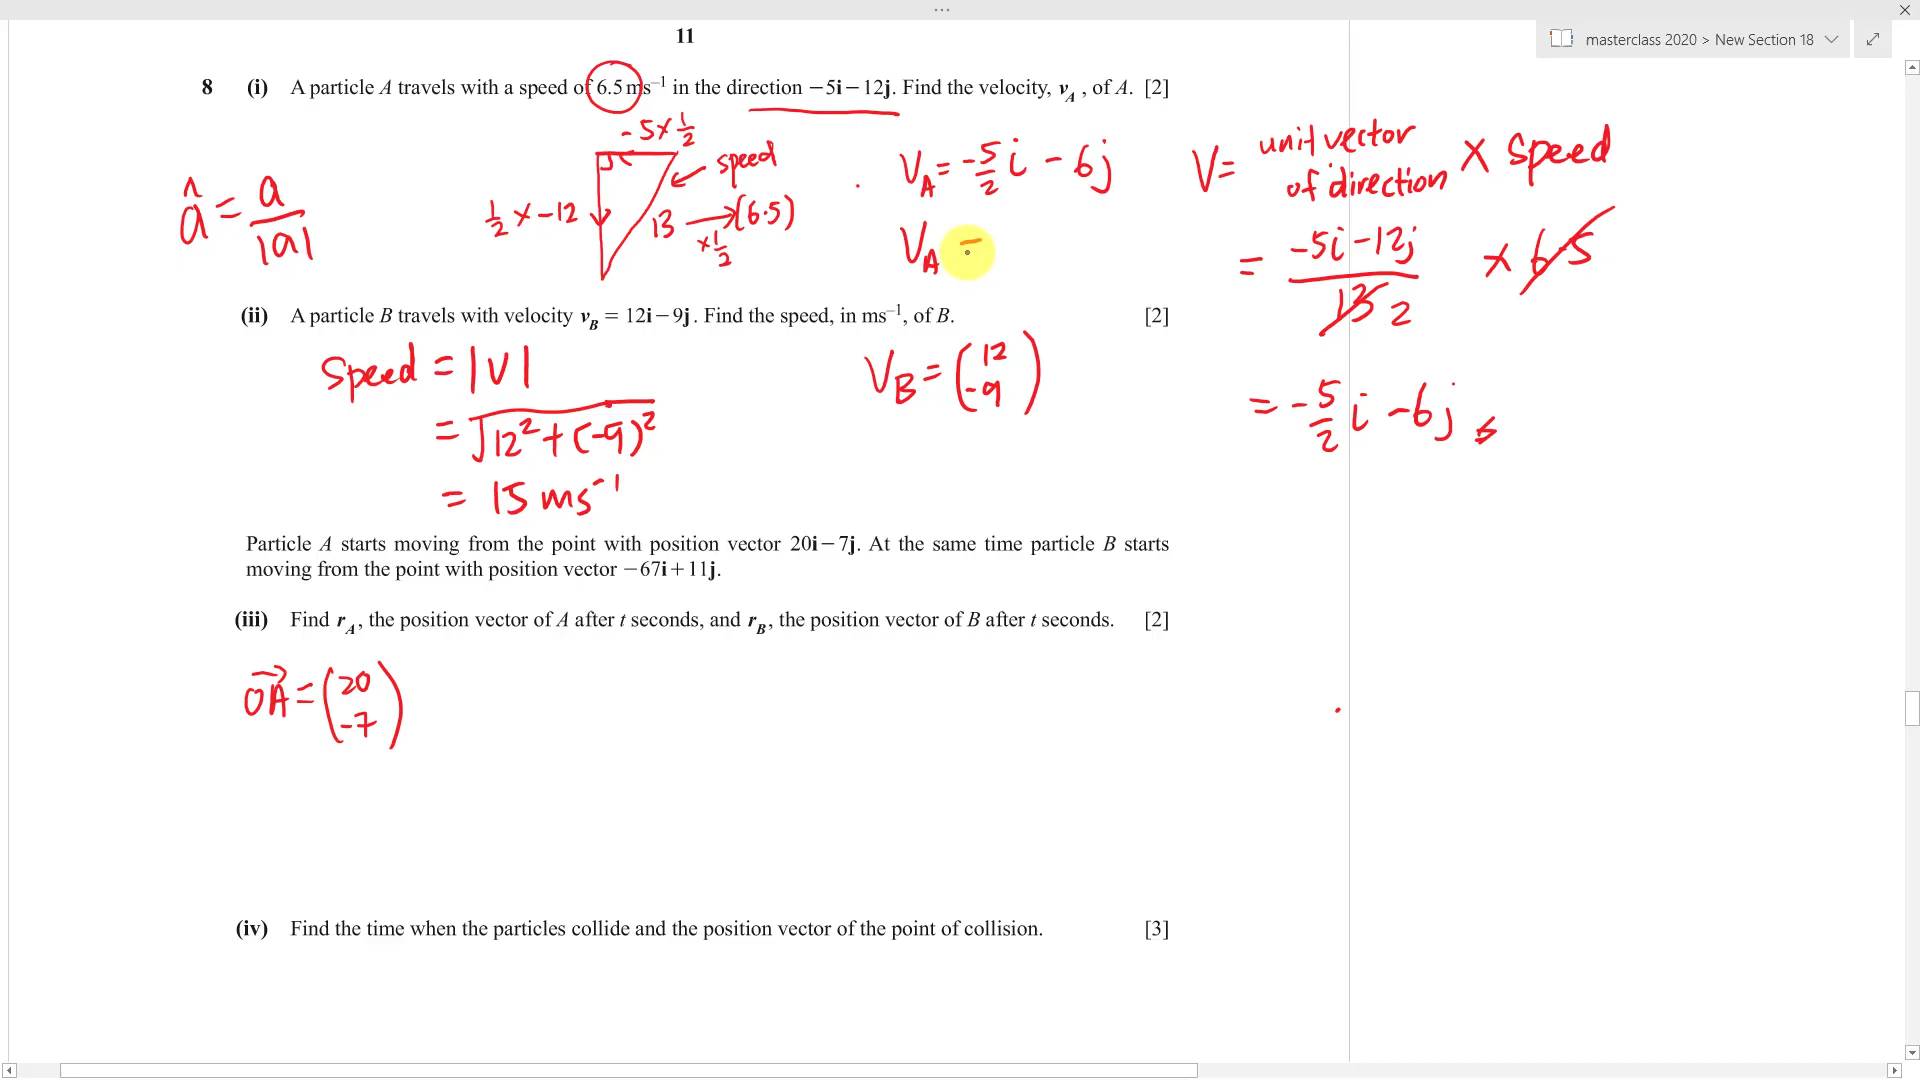 masterclass 2020 > New Section 18
11
8 (i) A particle A travels with a speed of 6.5 ms⁻¹ in the direction −5i − 12j. Find the velocity, v_A , of A. [2]
-5 × 1/2
speed
1/2 × -12
13 → (6.5)
× 1/2
â = a/|a|
V_A = -5/2 i - 6j
V_A =
V = unit vector of direction × speed
= (-5i - 12j)/13 2 × 6.5
= -5/2 i - 6j
(ii) A particle B travels with velocity v_B = 12i − 9j . Find the speed, in ms⁻¹, of B. [2]
Speed = |V|
= √(12² + (-9)²)
= 15 ms⁻¹
V_B = (12 -9)
Particle A starts moving from the point with position vector 20i − 7j. At the same time particle B starts
moving from the point with position vector −67i + 11j.
(iii) Find r_A, the position vector of A after t seconds, and r_B, the position vector of B after t seconds. [2]
OA = (20 -7)
(iv) Find the time when the particles collide and the position vector of the point of collision. [3]